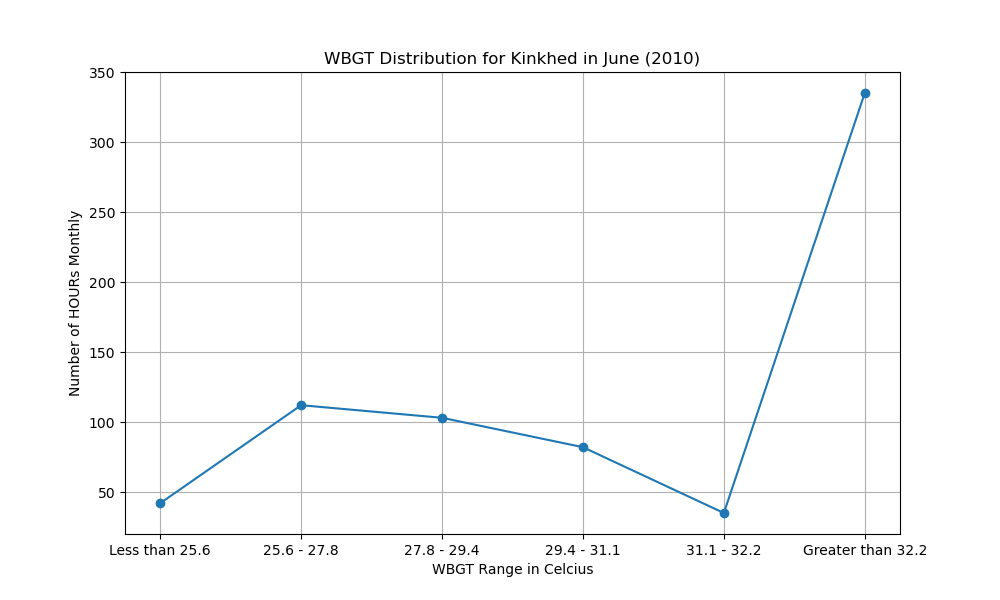 WBGT Distribution for Kinkhed in June (2010)
Number of HOURs Monthly
350
300
250
200
150
100
50
Less than 25.6
25.6 - 27.8
27.8 - 29.4
29.4 - 31.1
31.1 - 32.2
Greater than 32.2
WBGT Range in Celcius